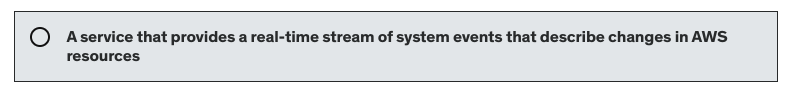 A service that provides a real-time stream of system events that describe changes in AWS
resources